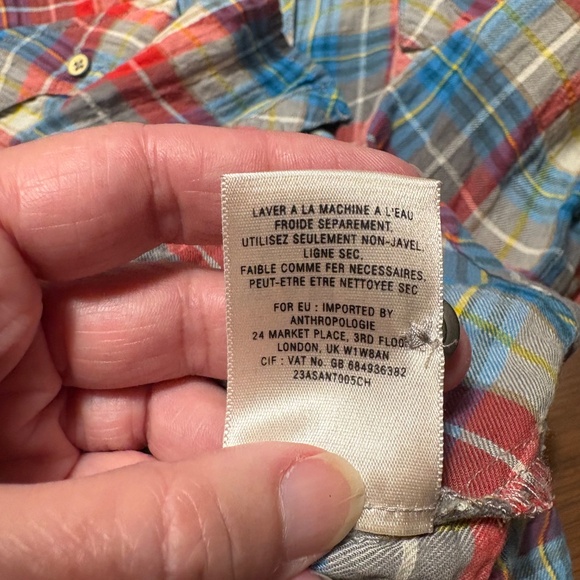 LAVER A LA MACHINE A L'EAU
FROIDE SEPAREMENT.
UTILISEZ SEULEMENT NON-JAVEL.
LIGNE SEC.
FAIBLE COMME FER NECESSAIRES.
PEUT-ETRE ETRE NETTOYEE SEC
FOR EU : IMPORTED BY
ANTHROPOLOGIE
24 MARKET PLACE, 3RD FLOOR
LONDON, UK W1W8AN
CIF : VAT No. GB 684936382
23ASANT005CH